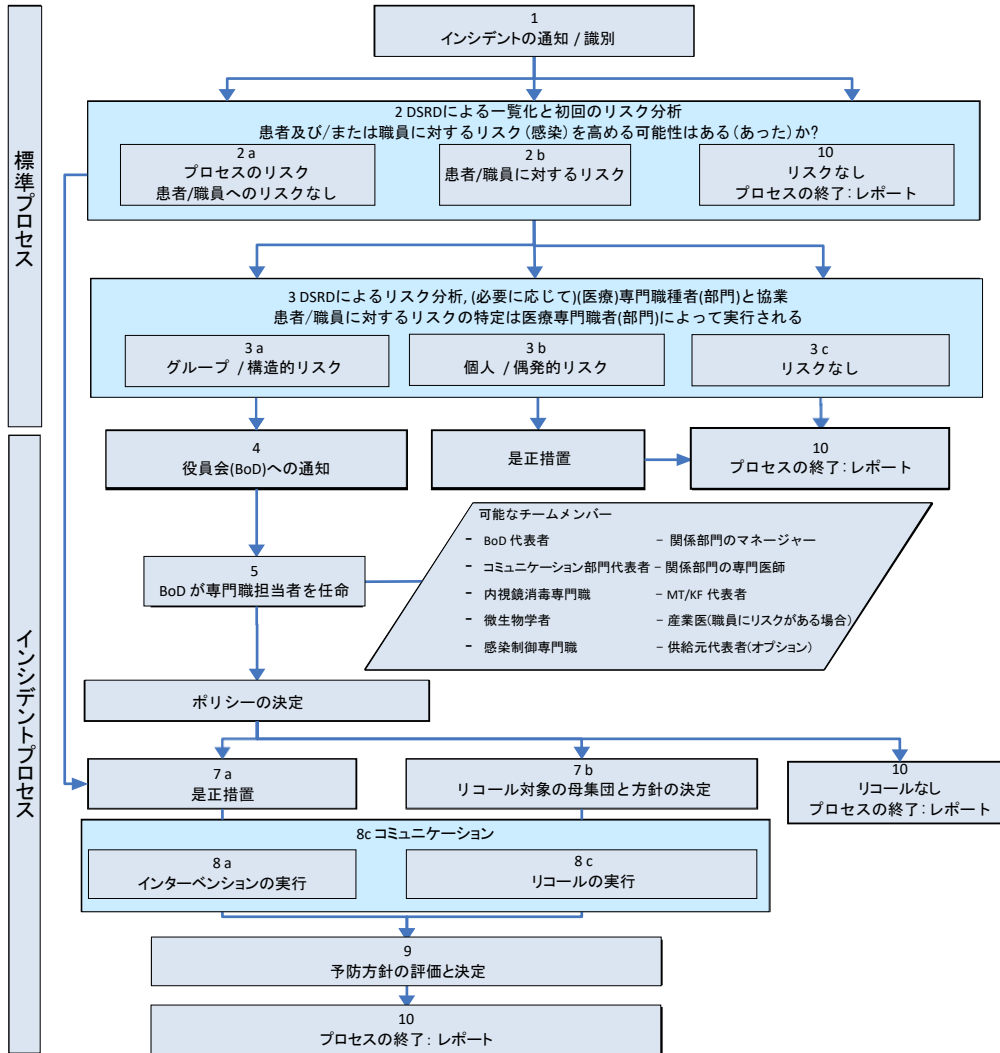 標準プロセス
1
インシデントの通知 / 識別
2 DSRDによる一覧化と初回のリスク分析
患者及び/または職員に対するリスク(感染)を高める可能性はある(あった)か?
2 a
プロセスのリスク
患者/職員へのリスクなし
2 b
患者/職員に対するリスク
10
リスクなし
プロセスの終了:レポート
3 DSRDによるリスク分析, (必要に応じて)(医療)専門職種者(部門)と協業
患者/職員に対するリスクの特定は医療専門職者(部門)によって実行される
3 a
グループ / 構造的リスク
3 b
個人 / 偶発的リスク
3 c
リスクなし
インシデントプロセス
4
役員会(BoD)への通知
是正措置
10
プロセスの終了:レポート
5
BoD が専門職担当者を任命
可能なチームメンバー
- BoD 代表者
- コミュニケーション部門代表者
- 内視鏡消毒専門職
- 微生物学者
- 感染制御専門職
- 関係部門のマネージャー
- 関係部門の専門医師
- MT/KF 代表者
- 産業医(職員にリスクがある場合)
- 供給元代表者(オプション)
ポリシーの決定
7 a
是正措置
7 b
リコール対象の母集団と方針の決定
10
リコールなし
プロセスの終了:レポート
8c コミュニケーション
8 a
インターベンションの実行
8 c
リコールの実行
9
予防方針の評価と決定
10
プロセスの終了: レポート